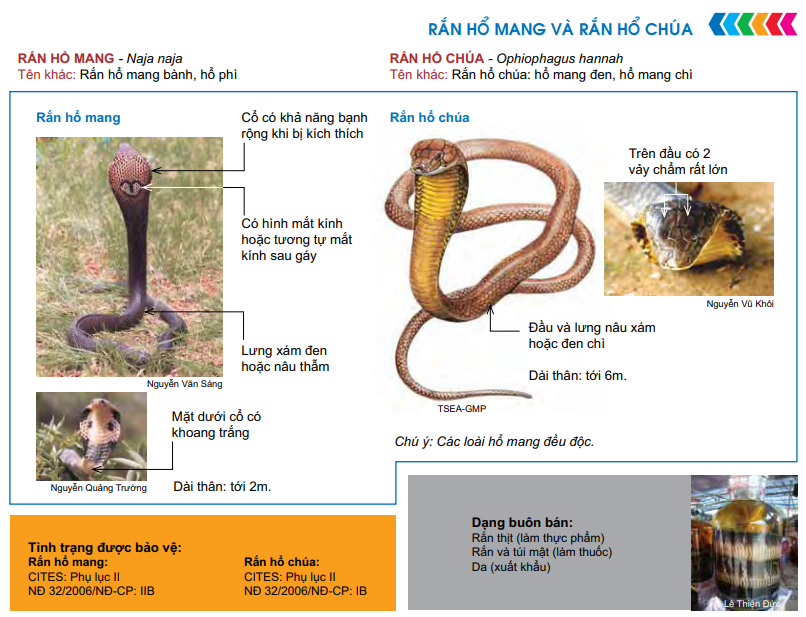 RẮN HỔ MANG VÀ RẮN HỔ CHÚA
RẮN HỔ MANG - Naja naja
Tên khác: Rắn hổ mang bành, hổ phì
RẮN HỔ CHÚA - Ophiophagus hannah
Tên khác: Rắn hổ chúa: hổ mang đen, hổ mang chì
Rắn hổ mang
Cổ có khả năng bạnh
rộng khi bị kích thích
Có hình mắt kính
hoặc tương tự mắt
kính sau gáy
Lưng xám đen
hoặc nâu thẫm
Nguyễn Văn Sáng
Mặt dưới cổ có
khoang trắng
Nguyễn Quảng Trường
Dài thân: tới 2m.
Rắn hổ chúa
Trên đầu có 2
vảy chẩm rất lớn
Nguyễn Vũ Khôi
Đầu và lưng nâu xám
hoặc đen chì
Dài thân: tới 6m.
TSEA-GMP
Chú ý: Các loài hổ mang đều độc.
Tình trạng được bảo vệ:
Rắn hổ mang:
CITES: Phụ lục II
NĐ 32/2006/NĐ-CP: IIB
Rắn hổ chúa:
CITES: Phụ lục II
NĐ 32/2006/NĐ-CP: IB
Dạng buôn bán:
Rắn thịt (làm thực phẩm)
Rắn và túi mật (làm thuốc)
Da (xuất khẩu)
Lê Thiện Đức